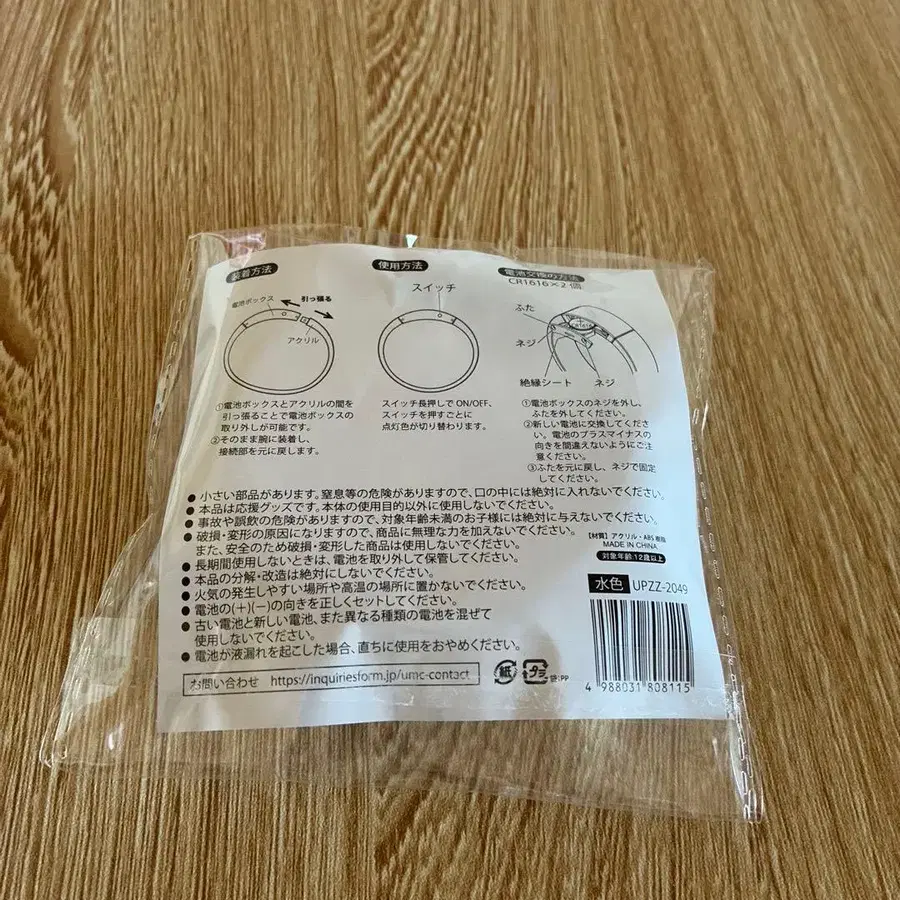 装着方法
電池ボックス
引っ張る
アクリル
①電池ボックスとアクリルの間を
引っ張ることで電池ボックスの
取り外しが可能です。
②そのまま腕に装着し、
接続部を元に戻します。
使用方法
スイッチ
スイッチ長押しで ON/OFF、
スイッチを押すごとに
点灯色が切り替わります。
電池交換の方法
CR1616×2 個
ふた
ネジ
絶縁シート
ネジ
①電池ボックスのネジを外し、
ふたを外してください。
②新しい電池に交換してくださ
い。電池のプラスマイナスの
向きを間違えないようにご注
意ください。
③ふたを元に戻し、ネジで固定
してください。
● 小さい部品があります。窒息等の危険がありますので、口の中には絶対に入れないでください。
● 本品は応援グッズです。本体の使用目的以外に使用しないでください。
● 事故や誤飲の危険がありますので、対象年齢未満のお子様には絶対に与えないでください。
● 破損・変形の原因になりますので、商品に無理な力を加えないでください。
また、安全のため破損・変形した商品は使用しないでください。
● 長期間使用しないときは、電池を取り外して保管してください。
● 本品の分解・改造は絶対にしないでください。
● 火気の発生しやすい場所や高温の場所に置かないでください。
● 電池の(+)(−)の向きを正しくセットしてください。
● 古い電池と新しい電池、また異なる種類の電池を混ぜて
使用しないでください。
● 電池が液漏れを起こした場合、直ちに使用をおやめください。
【材質】アクリル・ABS 樹脂
MADE IN CHINA
対象年齢:12歳以上
水色 UPZZ-2049
4 988031 808115
お問い合わせ https://inquiriesform.jp/umc-contact
紙
プラ
袋:PP